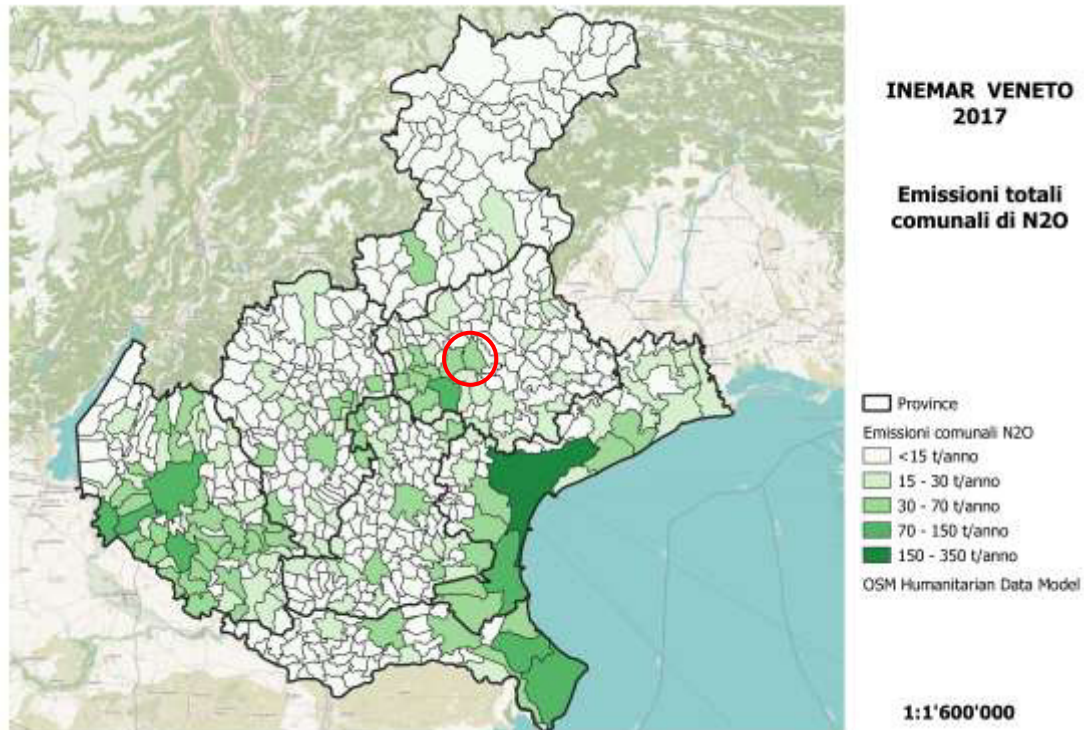 INEMAR VENETO
2017
Emissioni totali
comunali di N2O
Province
Emissioni comunali N2O
<15 t/anno
15 - 30 t/anno
30 - 70 t/anno
70 - 150 t/anno
150 - 350 t/anno
OSM Humanitarian Data Model
1:1'600'000